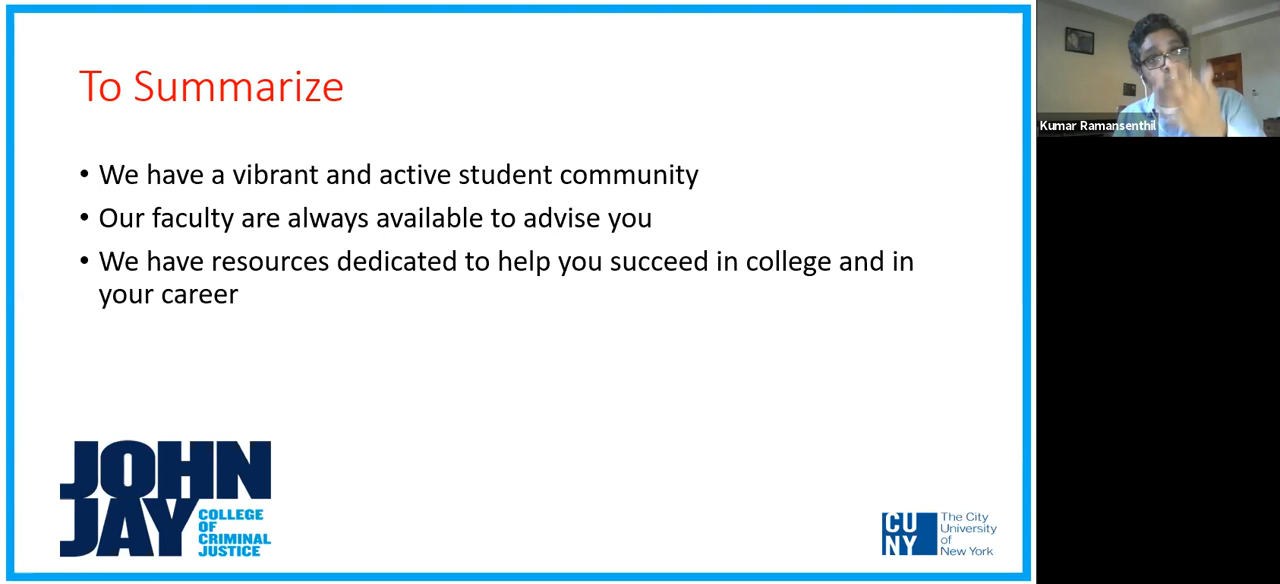 To Summarize
• We have a vibrant and active student community
• Our faculty are always available to advise you
• We have resources dedicated to help you succeed in college and in
your career
JOHN
JAY
COLLEGE
OF
CRIMINAL
JUSTICE
CU
NY
The City
University
of
New York
Kumar Ramansenthil